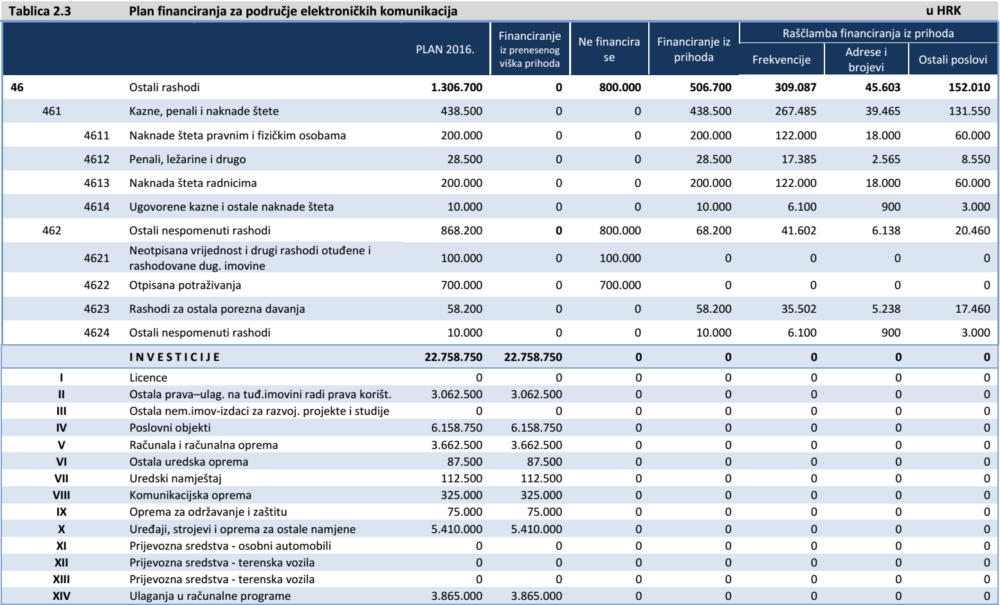 Tablica 2.3 Plan financiranja za područje elektroničkih komunikacija u HRK
PLAN 2016. Financiranje iz prenesenog viška prihoda Ne financira se Financiranje iz prihoda Raščlamba financiranja iz prihoda
Frekvencije Adrese i brojevi Ostali poslovi
46 Ostali rashodi 1.306.700 0 800.000 506.700 309.087 45.603 152.010
461 Kazne, penali i naknade štete 438.500 0 0 438.500 267.485 39.465 131.550
4611 Naknade šteta pravnim i fizičkim osobama 200.000 0 0 200.000 122.000 18.000 60.000
4612 Penali, ležarine i drugo 28.500 0 0 28.500 17.385 2.565 8.550
4613 Naknada šteta radnicima 200.000 0 0 200.000 122.000 18.000 60.000
4614 Ugovorene kazne i ostale naknade šteta 10.000 0 0 10.000 6.100 900 3.000
462 Ostali nespomenuti rashodi 868.200 0 800.000 68.200 41.602 6.138 20.460
4621 Neotpisana vrijednost i drugi rashodi otuđene i rashodovane dug. imovine 100.000 0 100.000 0 0 0 0
4622 Otpisana potraživanja 700.000 0 700.000 0 0 0 0
4623 Rashodi za ostala porezna davanja 58.200 0 0 58.200 35.502 5.238 17.460
4624 Ostali nespomenuti rashodi 10.000 0 0 10.000 6.100 900 3.000
I N V E S T I C I J E 22.758.750 22.758.750 0 0 0 0 0
I Licence 0 0 0 0 0 0 0
II Ostala prava–ulag. na tuđ.imovini radi prava korišt. 3.062.500 3.062.500 0 0 0 0 0
III Ostala nem.imov-izdaci za razvoj. projekte i studije 0 0 0 0 0 0 0
IV Poslovni objekti 6.158.750 6.158.750 0 0 0 0 0
V Računala i računalna oprema 3.662.500 3.662.500 0 0 0 0 0
VI Ostala uredska oprema 87.500 87.500 0 0 0 0 0
VII Uredski namještaj 112.500 112.500 0 0 0 0 0
VIII Komunikacijska oprema 325.000 325.000 0 0 0 0 0
IX Oprema za održavanje i zaštitu 75.000 75.000 0 0 0 0 0
X Uređaji, strojevi i oprema za ostale namjene 5.410.000 5.410.000 0 0 0 0 0
XI Prijevozna sredstva - osobni automobili 0 0 0 0 0 0 0
XII Prijevozna sredstva - terenska vozila 0 0 0 0 0 0 0
XIII Prijevozna sredstva - terenska vozila 0 0 0 0 0 0 0
XIV Ulaganja u računalne programe 3.865.000 3.865.000 0 0 0 0 0